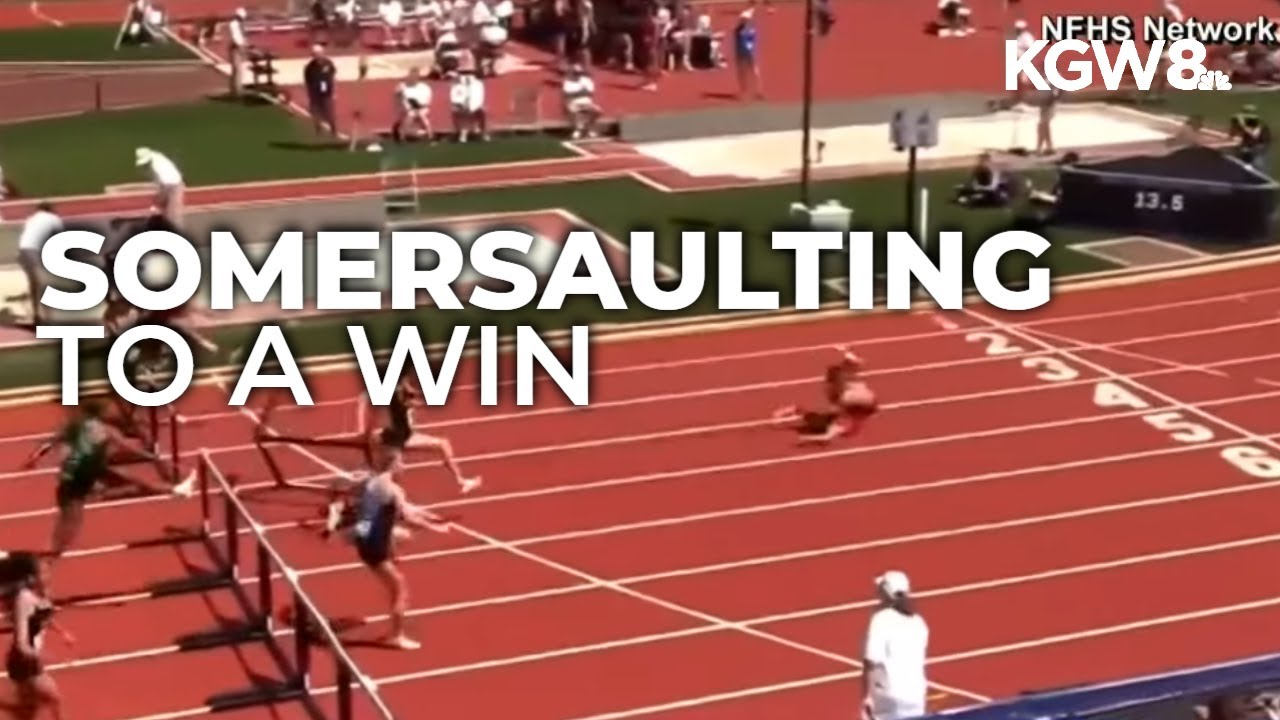 NFHS Network
KGW8
13.5
SOMERSAULTING
TO A WIN
2
3
4
5
6